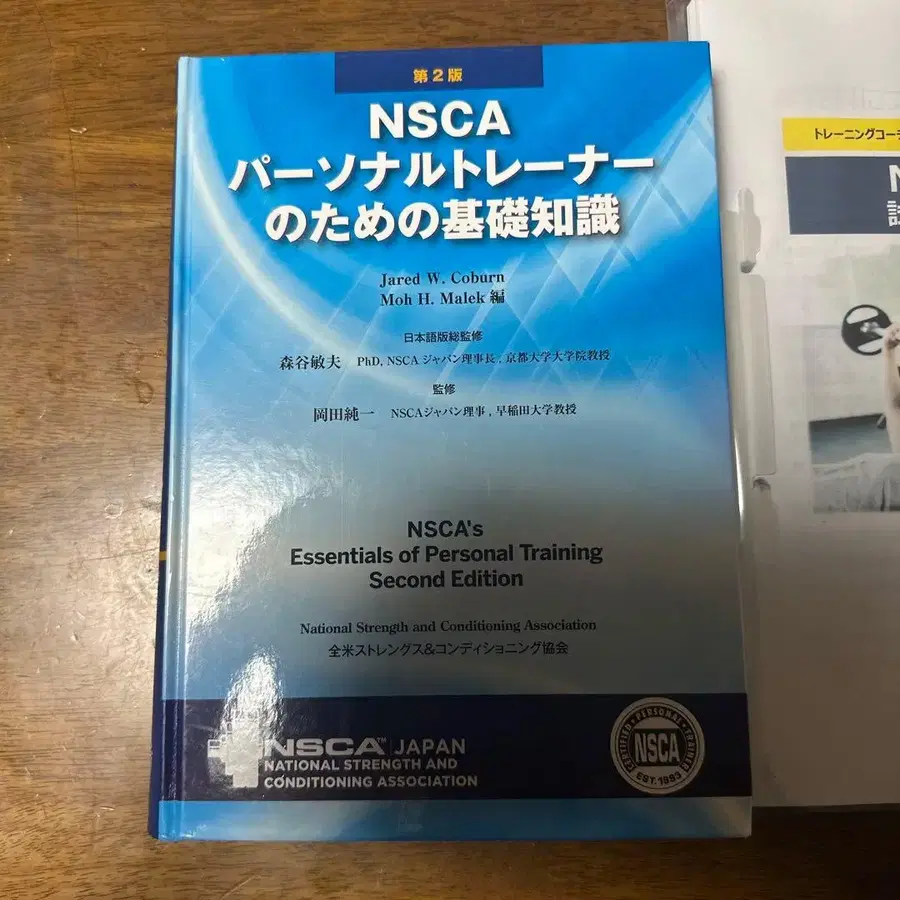 第2版
NSCA
パーソナルトレーナー
のための基礎知識
Jared W. Coburn
Moh H. Malek 編
日本語版総監修
森谷敏夫 PhD, NSCA ジャパン理事長, 京都大学大学院教授
監修
岡田純一 NSCAジャパン理事, 早稲田大学教授
NSCA's
Essentials of Personal Training
Second Edition
National Strength and Conditioning Association
全米ストレングス&コンディショニング協会
NSCA™ JAPAN
NATIONAL STRENGTH AND
CONDITIONING ASSOCIATION
CERTIFIED • PERSONAL • TRAINER
NSCA
EST. 1993
トレーニングコー